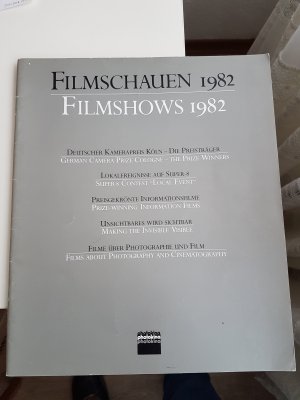 FILMSCHAUEN 1982
FILMSHOWS 1982
DEUTSCHER KAMERAPREIS KÖLN – DIE PREISTRÄGER
GERMAN CAMERA PRIZE COLOGNE – THE PRIZE-WINNERS
LOKALEREIGNISSE AUF SUPER-8
SUPER 8 CONTEST "LOCAL EVENT"
PREISGEKRÖNTE INFORMATIONSFILME
PRIZE-WINNING INFORMATION FILMS
UNSICHTBARES WIRD SICHTBAR
MAKING THE INVISIBLE VISIBLE
FILME ÜBER PHOTOGRAPHIE UND FILM
FILMS ABOUT PHOTOGRAPHY AND CINEMATOGRAPHY
photokina